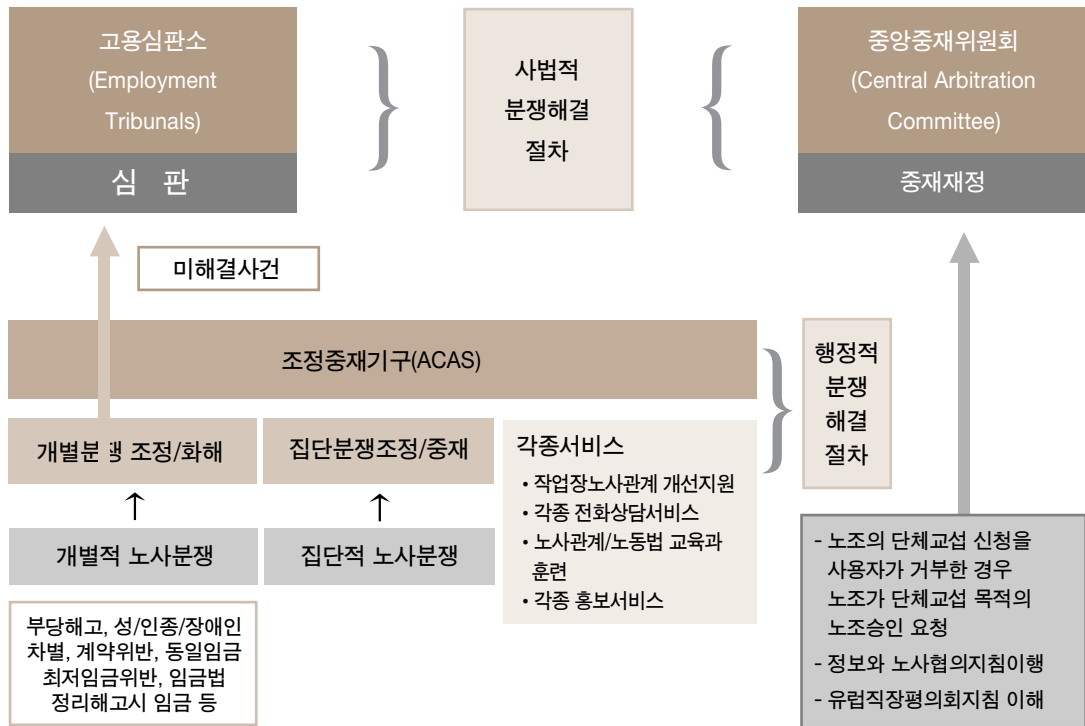 고용심판소
(Employment
Tribunals)
심 판
사법적
분쟁해결
절차
중앙중재위원회
(Central Arbitration
Committee)
중재재정
미해결사건
조정중재기구(ACAS)
행정적
분쟁
해결
절차
개별분쟁 조정/화해
집단분쟁조정/중재
각종서비스
• 작업장노사관계 개선지원
• 각종 전화상담서비스
• 노사관계/노동법 교육과
훈련
• 각종 홍보서비스
↑
↑
개별적 노사분쟁
집단적 노사분쟁
부당해고, 성/인종/장애인
차별, 계약위반, 동일임금
최저임금위반, 임금법
정리해고시 임금 등
- 노조의 단체교섭 신청을
사용자가 거부한 경우
노조가 단체교섭 목적의
노조승인 요청
- 정보와 노사협의지침이행
- 유럽직장평의회지침 이해